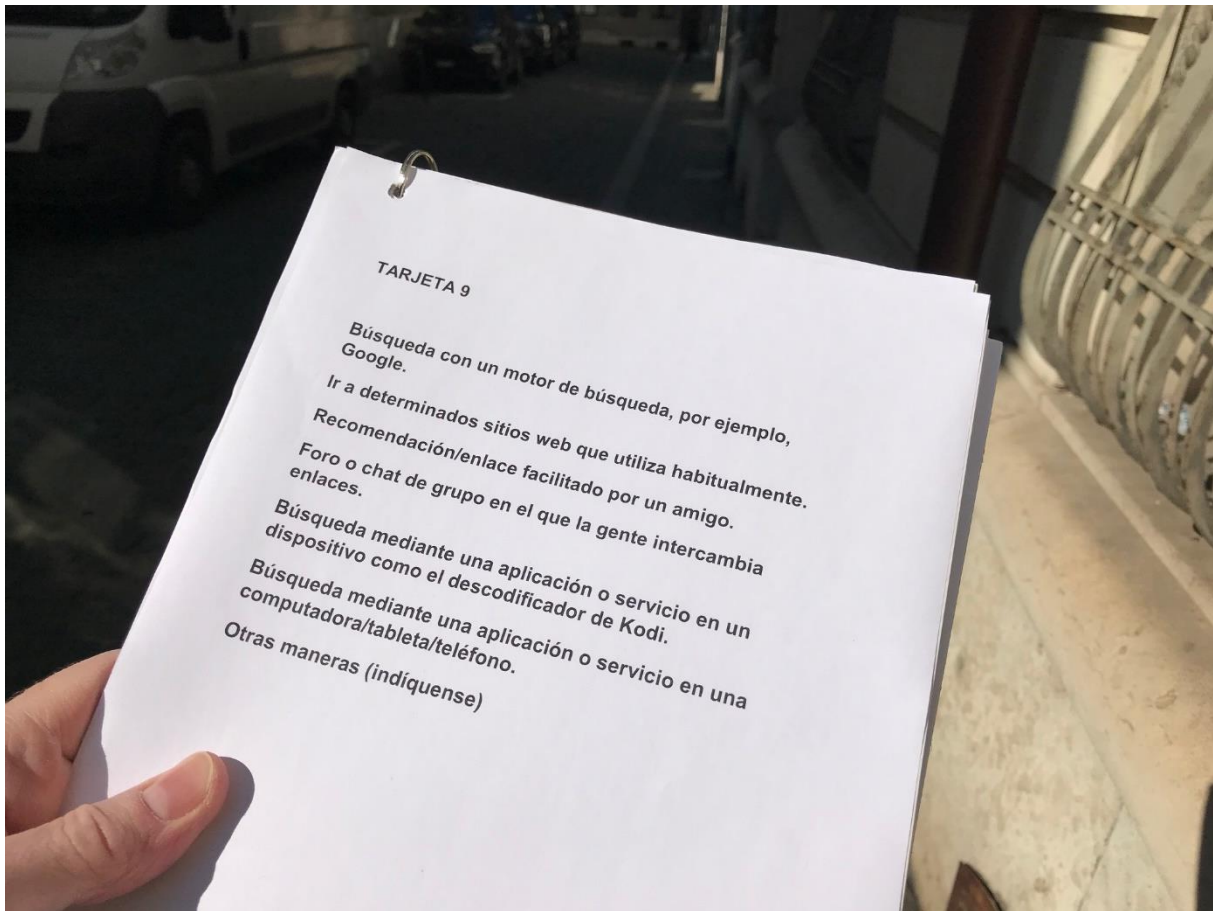 TARJETA 9
Búsqueda con un motor de búsqueda, por ejemplo,
Google.
Ir a determinados sitios web que utiliza habitualmente.
Recomendación/enlace facilitado por un amigo.
Foro o chat de grupo en el que la gente intercambia
enlaces.
Búsqueda mediante una aplicación o servicio en un
dispositivo como el descodificador de Kodi.
Búsqueda mediante una aplicación o servicio en una
computadora/tableta/teléfono.
Otras maneras (indíquense)